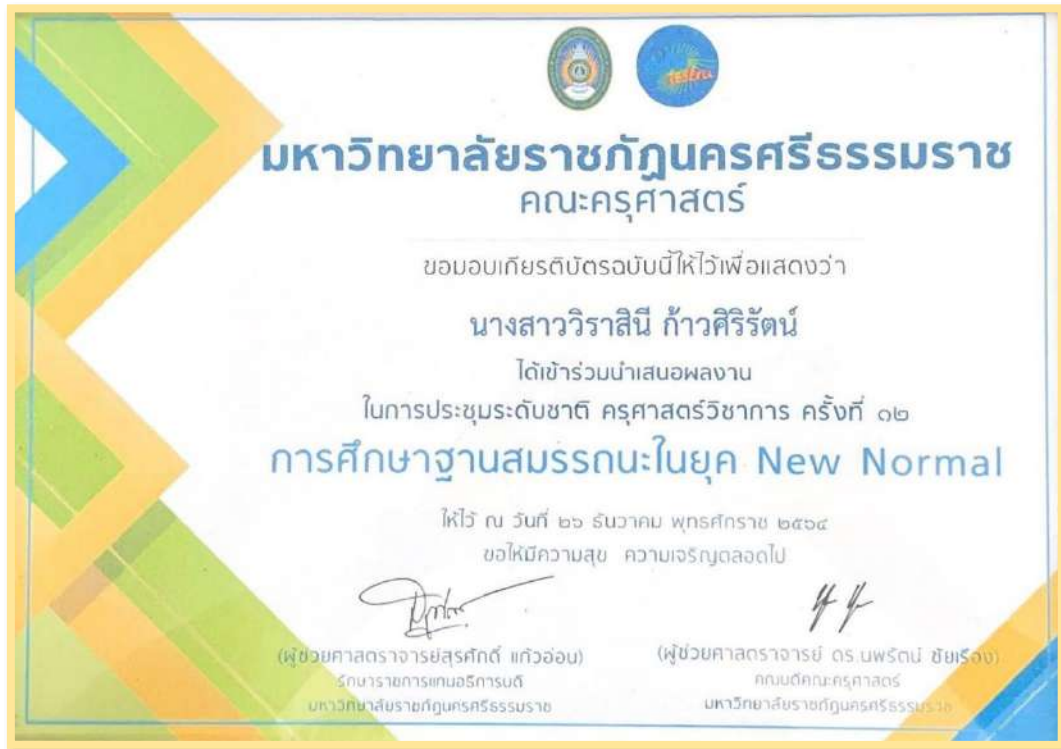 มหาวิทยาลัยราชภัฏนครศรีธรรมราช
คณะครุศาสตร์
ขอมอบเกียรติบัตรฉบับนี้ให้ไว้เพื่อแสดงว่า
นางสาววิราสินี ก้าวศิริรัตน์
ได้เข้าร่วมนำเสนอผลงาน
ในการประชุมระดับชาติ ครุศาสตร์วิชาการ ครั้งที่ ๑๒
การศึกษาฐานสมรรถนะในยุค New Normal
ให้ไว้ ณ วันที่ ๒๖ ธันวาคม พุทธศักราช ๒๕๖๔
ขอให้มีความสุข ความเจริญตลอดไป
(ผู้ช่วยศาสตราจารย์สุรศักดิ์ แก้วอ่อน)
รักษาราชการแทนอธิการบดี
มหาวิทยาลัยราชภัฏนครศรีธรรมราช
(ผู้ช่วยศาสตราจารย์ ดร.นพรัตน์ ชัยเรือง)
คณบดีคณะครุศาสตร์
มหาวิทยาลัยราชภัฏนครศรีธรรมราช